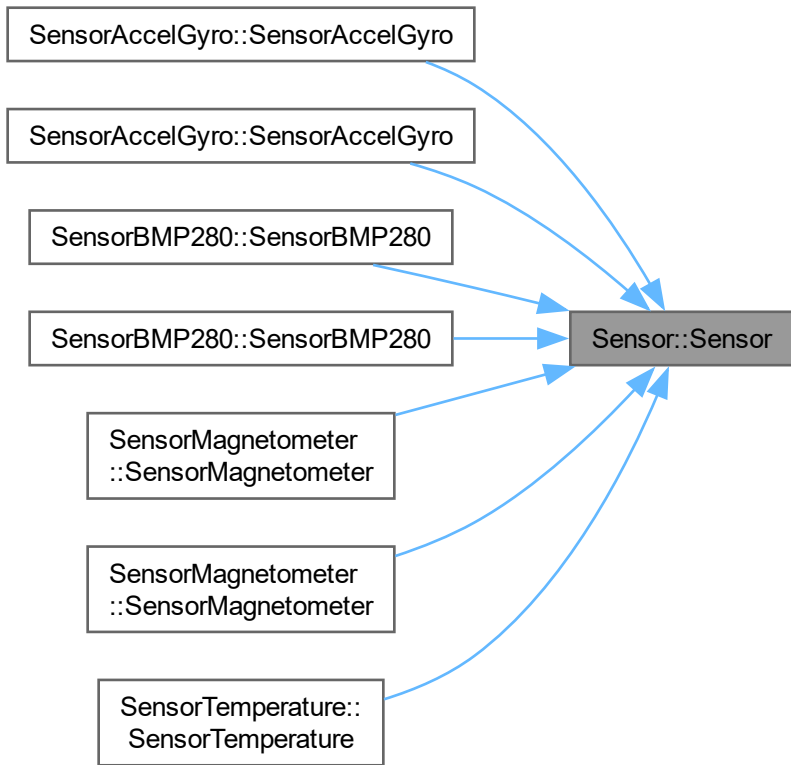 SensorAccelGyro::SensorAccelGyro
SensorAccelGyro::SensorAccelGyro
SensorBMP280::SensorBMP280
SensorBMP280::SensorBMP280
Sensor::Sensor
SensorMagnetometer
::SensorMagnetometer
SensorMagnetometer
::SensorMagnetometer
SensorTemperature::
SensorTemperature